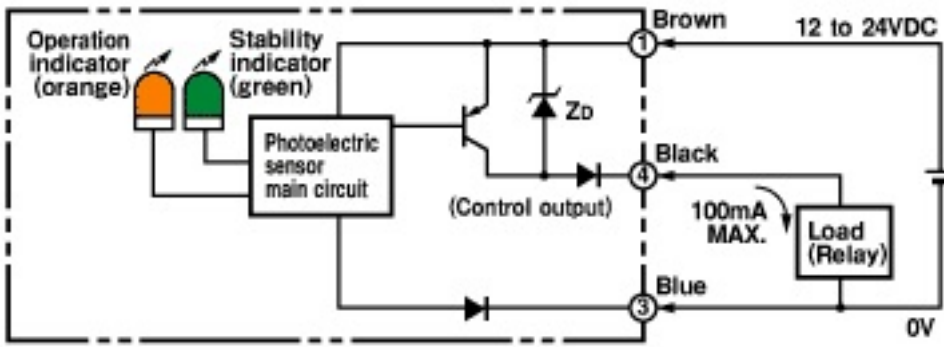 Operation
indicator
(orange)
Stability
indicator
(green)
Photoelectric
sensor
main circuit
ZD
(Control output)
1
Brown
12 to 24VDC
4
Black
100mA
MAX.
Load
(Relay)
3
Blue
0V